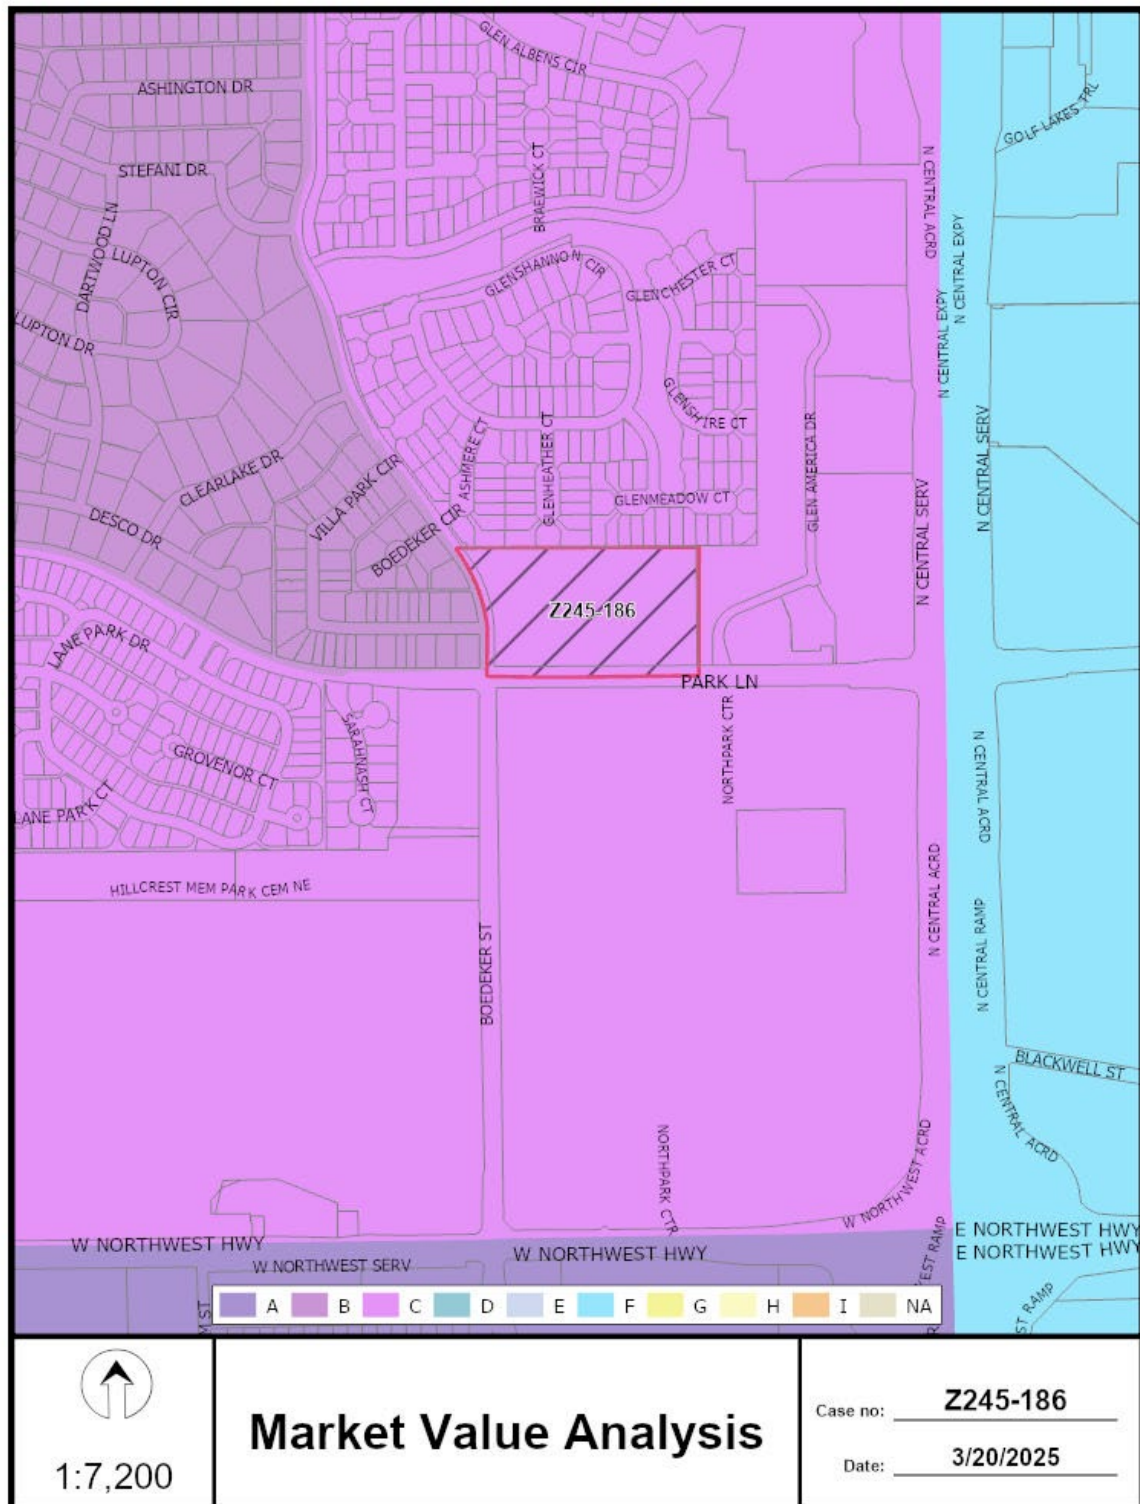 GLEN ALBENS CIR
ASHINGTON DR
GOLF LAKES TRL
STEFANI DR
BRAEWICK CT
N CENTRAL ACRD
DARTWOOD LN
LUPTON CIR
N CENTRAL EXPY
GLENSHANNON CIR
GLENCHESTER CT
LUPTON DR
N CENTRAL EXPY
GLENSHIRE CT
ASHMERE CT
GLENHEATHER CT
GLEN AMERICA DR
N CENTRAL SERV
CLEARLAKE DR
VILLA PARK CIR
GLENMEADOW CT
DESCO DR
BOEDEKER CIR
N CENTRAL SERV
Z245-186
LANE PARK DR
PARK LN
SARAHNASH CT
NORTHPARK CTR
N CENTRAL ACRD
GROVENOR CT
LANE PARK CT
HILLCREST MEM PARK CEM NE
N CENTRAL ACRD
BOEDEKER ST
N CENTRAL RAMP
BLACKWELL ST
N CENTRAL ACRD
NORTHPARK CTR
W NORTHWEST ACRD
W NORTHWEST HWY
W NORTHWEST HWY
E NORTHWEST HWY
E NORTHWEST HWY
W NORTHWEST SERV
EST RAMP
ST RAMP
A B C D E F G H I NA
1:7,200
Market Value Analysis
Case no: Z245-186
Date: 3/20/2025